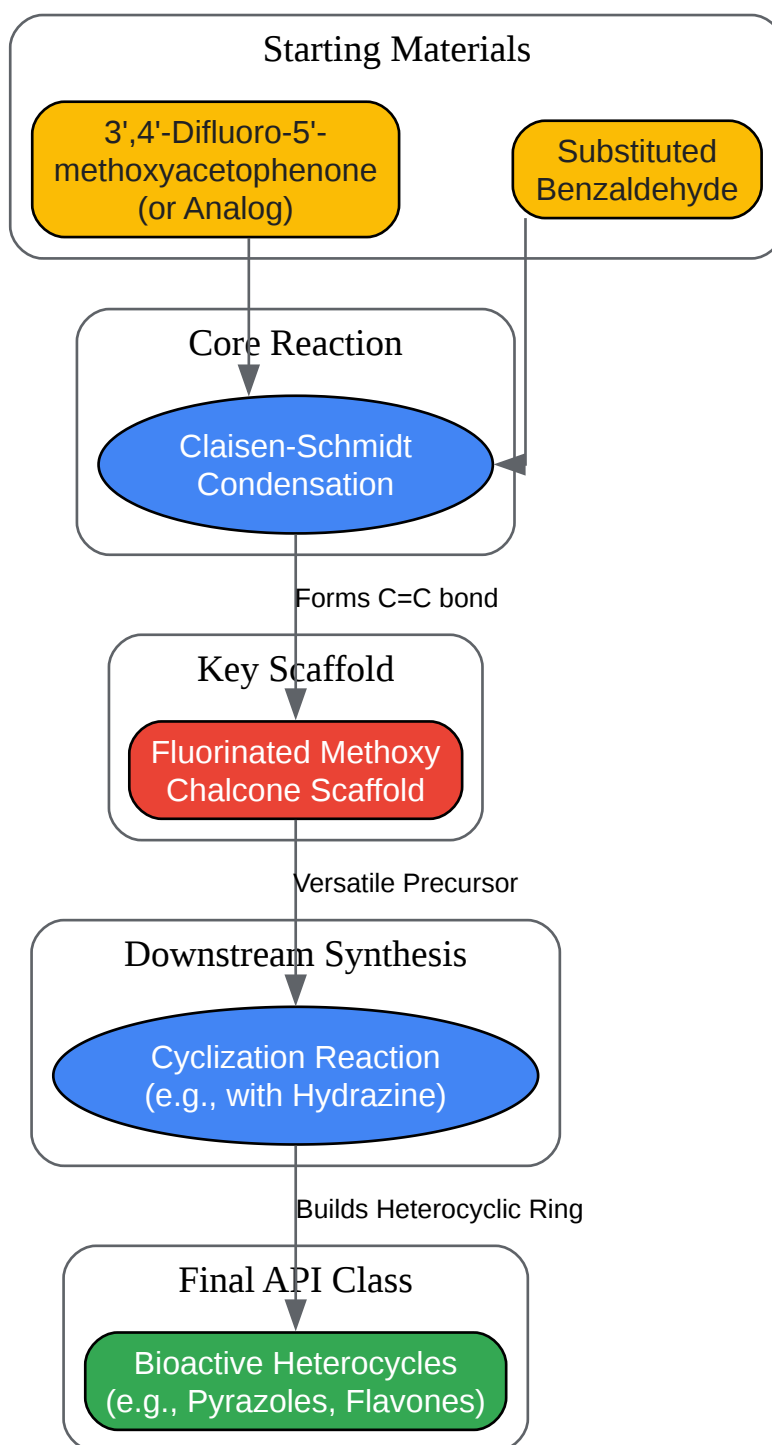 Starting Materials
3',4'-Difluoro-5'-
methoxyacetophenone
(or Analog)
Substituted
Benzaldehyde
Core Reaction
Claisen-Schmidt
Condensation
Forms C=C bond
Key Scaffold
Fluorinated Methoxy
Chalcone Scaffold
Versatile Precursor
Downstream Synthesis
Cyclization Reaction
(e.g., with Hydrazine)
Builds Heterocyclic Ring
Final API Class
Bioactive Heterocycles
(e.g., Pyrazoles, Flavones)